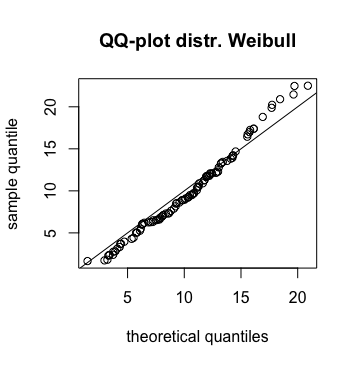 QQ-plot distr. Weibull
sample quantile
20
15
10
5
5 10 15 20
theoretical quantiles